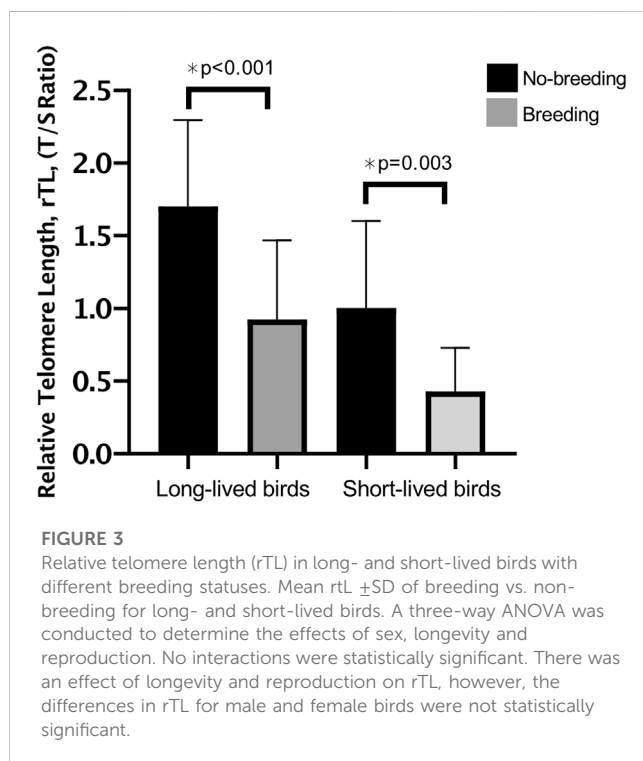 *p<0.001
No-breeding
Breeding
*p=0.003
Relative Telomere Length, rTL, (T/SRatio)
2.5
2.0
1.5
1.0
0.5
0.0
Long-lived birds
Short-lived birds
FIGURE 3
Relative telomere length (rTL) in long- and short-lived birds with
different breeding statuses. Mean rtL ±SD of breeding vs. non-
breeding for long- and short-lived birds. A three-way ANOVA was
conducted to determine the effects of sex, longevity and
reproduction. No interactions were statistically significant. There was
an effect of longevity and reproduction on rTL, however, the
differences in rTL for male and female birds were not statistically
significant.